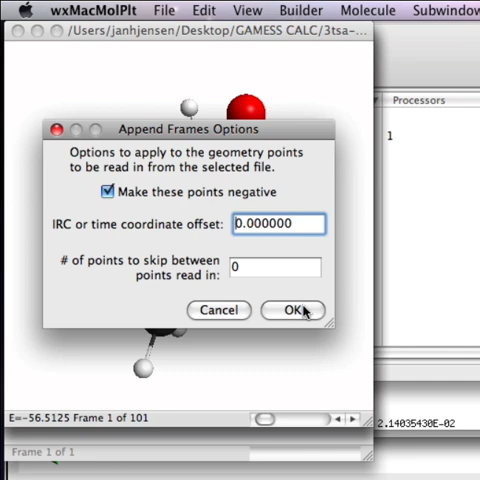 wxMacMolPlt File Edit View Builder Molecule Subwindow
/Users/janhjensen/Desktop/GAMESS CALC/3tsa-
Processors
1
Append Frames Options
Options to apply to the geometry points
to be read in from the selected file.
Make these points negative
IRC or time coordinate offset: 0.000000
# of points to skip between
points read in: 0
Cancel OK
E=-56.5125 Frame 1 of 101
2.14035430E-02
Frame 1 of 1